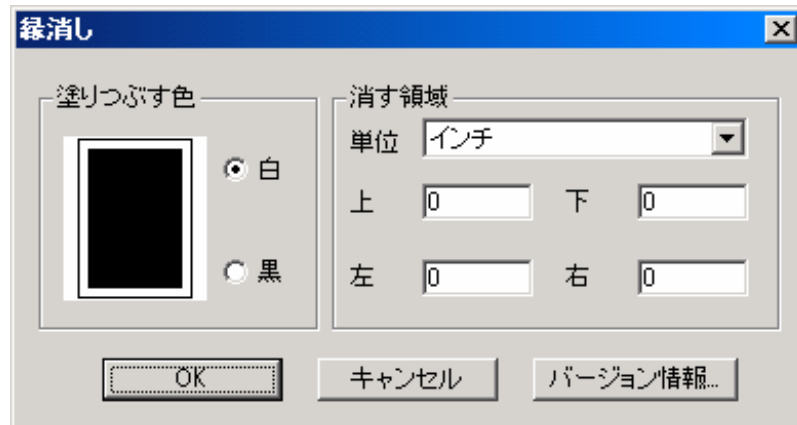 縁消し
塗りつぶす色
白
黒
消す領域
単位 インチ
上 0 下 0
左 0 右 0
OK キャンセル バージョン情報...